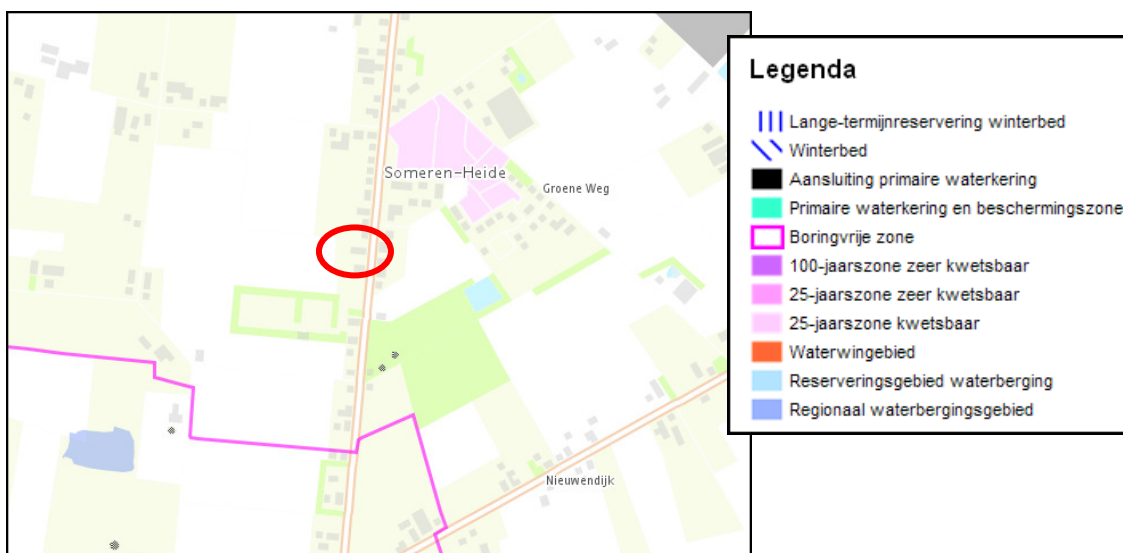 Someren-Heide
Groene Weg
Nieuwendijk
Legenda
Lange-termijnreservering winterbed
Winterbed
Aansluiting primaire waterkering
Primaire waterkering en beschermingszone
Boringvrije zone
100-jaarszone zeer kwetsbaar
25-jaarszone zeer kwetsbaar
25-jaarszone kwetsbaar
Waterwingebied
Reserveringsgebied waterberging
Regionaal waterbergingsgebied